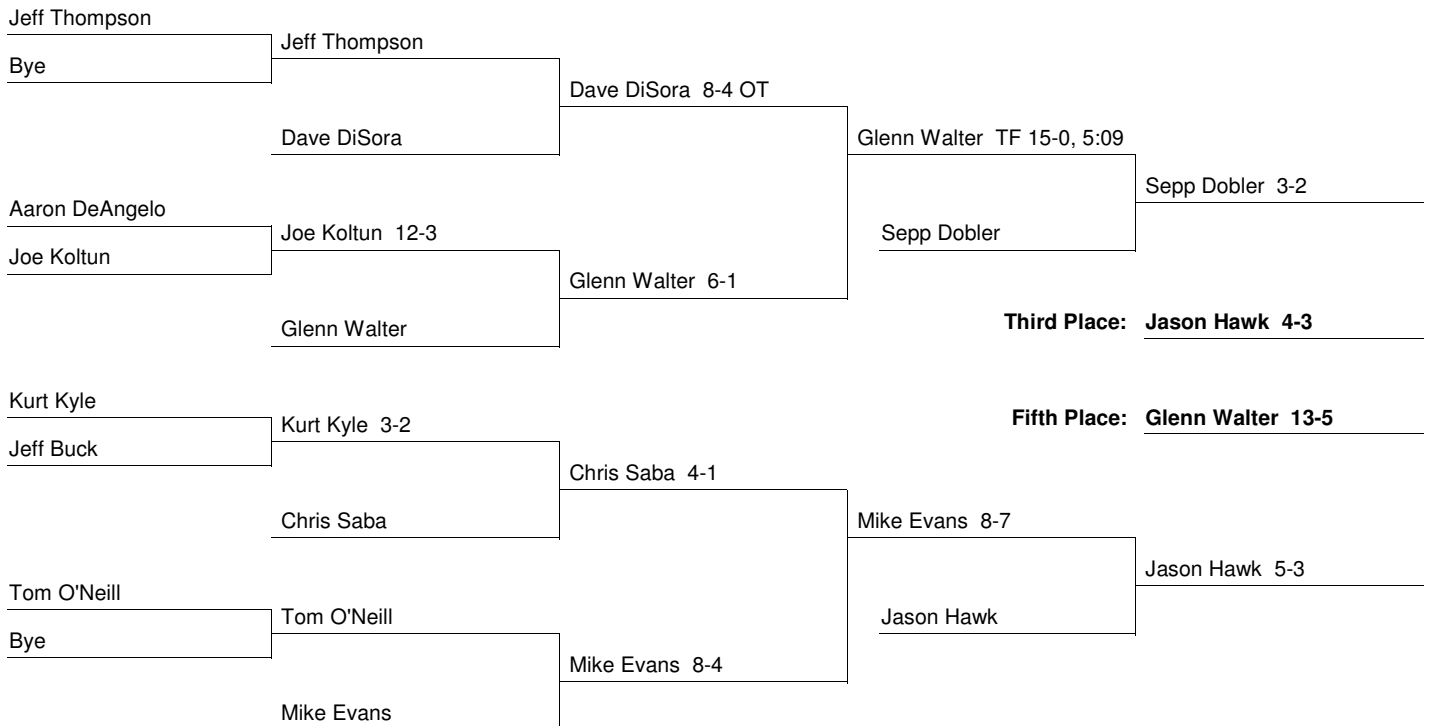 Jeff Thompson
Jeff Thompson
Bye
Dave DiSora 8-4 OT
Dave DiSora
Glenn Walter TF 15-0, 5:09
Sepp Dobler 3-2
Aaron DeAngelo
Joe Koltun 12-3
Sepp Dobler
Joe Koltun
Glenn Walter 6-1
Glenn Walter
Third Place: Jason Hawk 4-3
Kurt Kyle
Kurt Kyle 3-2
Fifth Place: Glenn Walter 13-5
Jeff Buck
Chris Saba 4-1
Chris Saba
Mike Evans 8-7
Jason Hawk 5-3
Tom O'Neill
Tom O'Neill
Jason Hawk
Bye
Mike Evans 8-4
Mike Evans